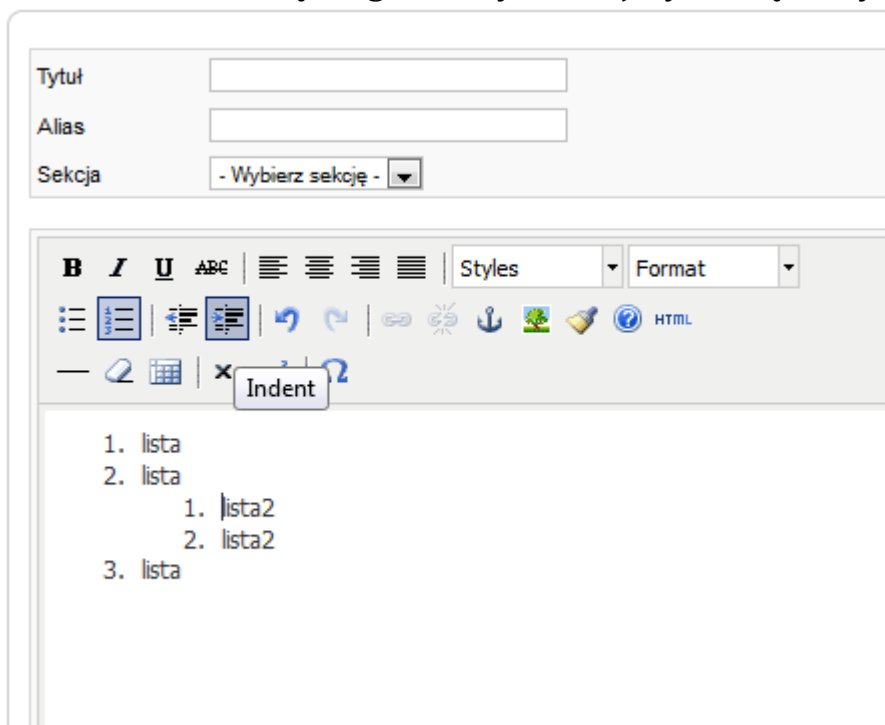 Tytuł
Alias
Sekcja - Wybierz sekcję -
B I U ABC Styles Format
HTML
Indent
1. lista
2. lista
1. lista2
2. lista2
3. lista